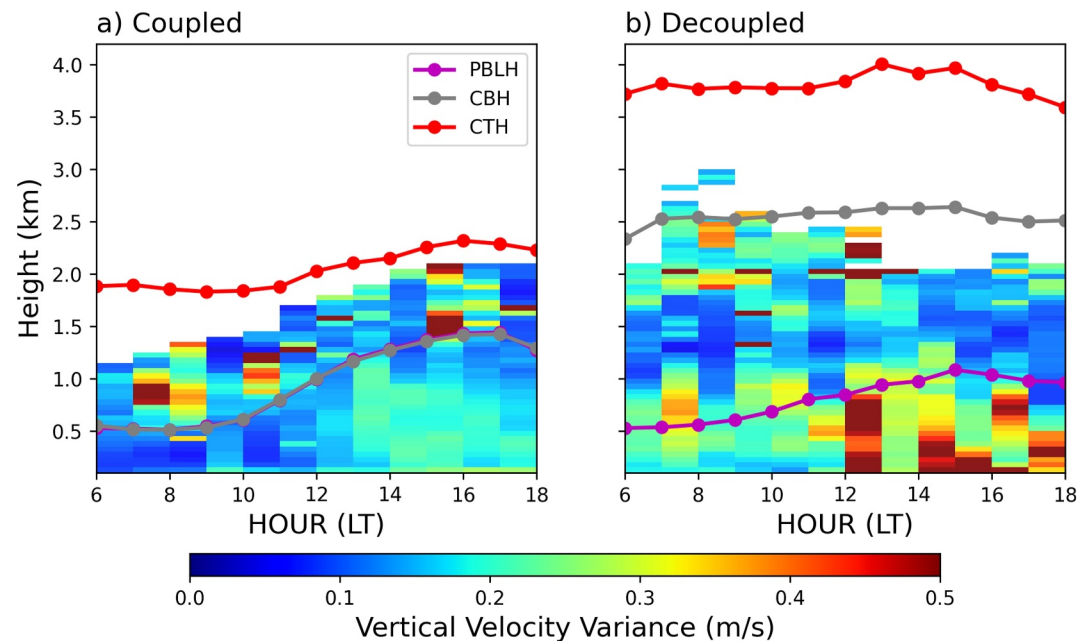 a) Coupled
b) Decoupled
Height (km)
4.0
3.5
3.0
2.5
2.0
1.5
1.0
0.5
PBLH
CBH
CTH
6 8 10 12 14 16 18
6 8 10 12 14 16 18
HOUR (LT)
HOUR (LT)
0.0 0.1 0.2 0.3 0.4 0.5
Vertical Velocity Variance (m/s)